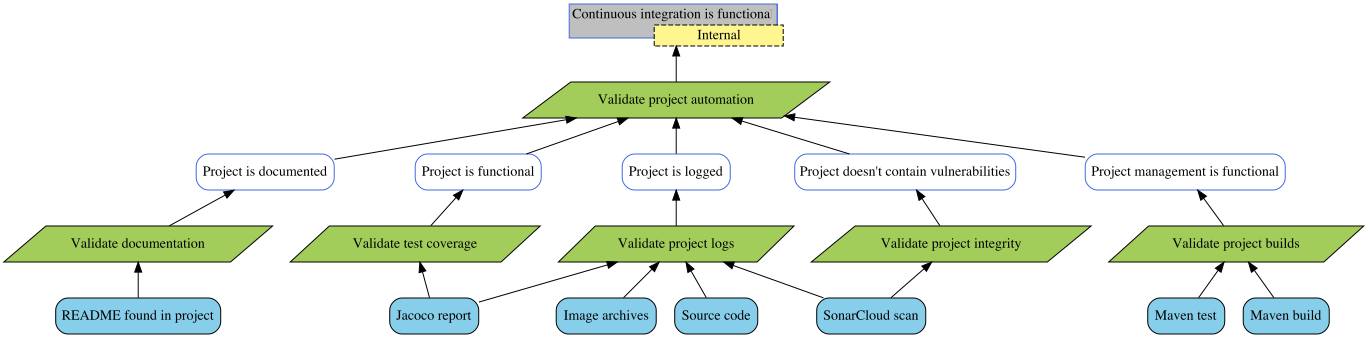 Continuous integration is functional
Internal
Validate project automation
Project is documented
Project is functional
Project is logged
Project doesn't contain vulnerabilities
Project management is functional
Validate documentation
Validate test coverage
Validate project logs
Validate project integrity
Validate project builds
README found in project
Jacoco report
Image archives
Source code
SonarCloud scan
Maven test
Maven build